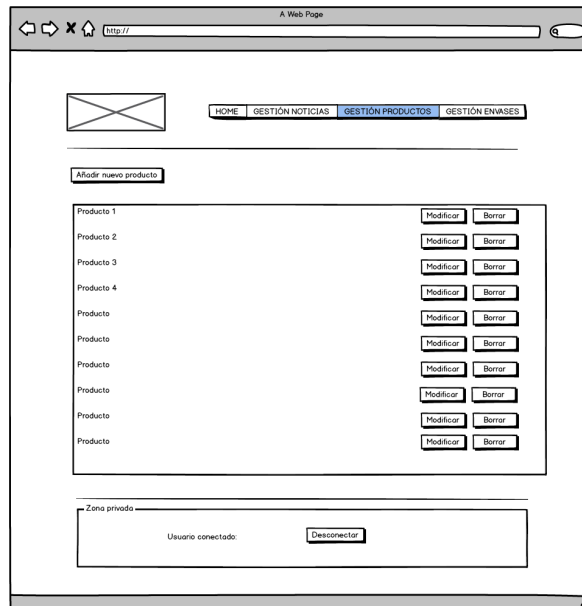 A Web Page
http://
HOME GESTIÓN NOTICIAS GESTIÓN PRODUCTOS GESTIÓN ENVASES
Añadir nuevo producto
Producto 1 Modificar Borrar
Producto 2 Modificar Borrar
Producto 3 Modificar Borrar
Producto 4 Modificar Borrar
Producto Modificar Borrar
Producto Modificar Borrar
Producto Modificar Borrar
Producto Modificar Borrar
Producto Modificar Borrar
Producto Modificar Borrar
Zona privada
Usuario conectado: Desconectar